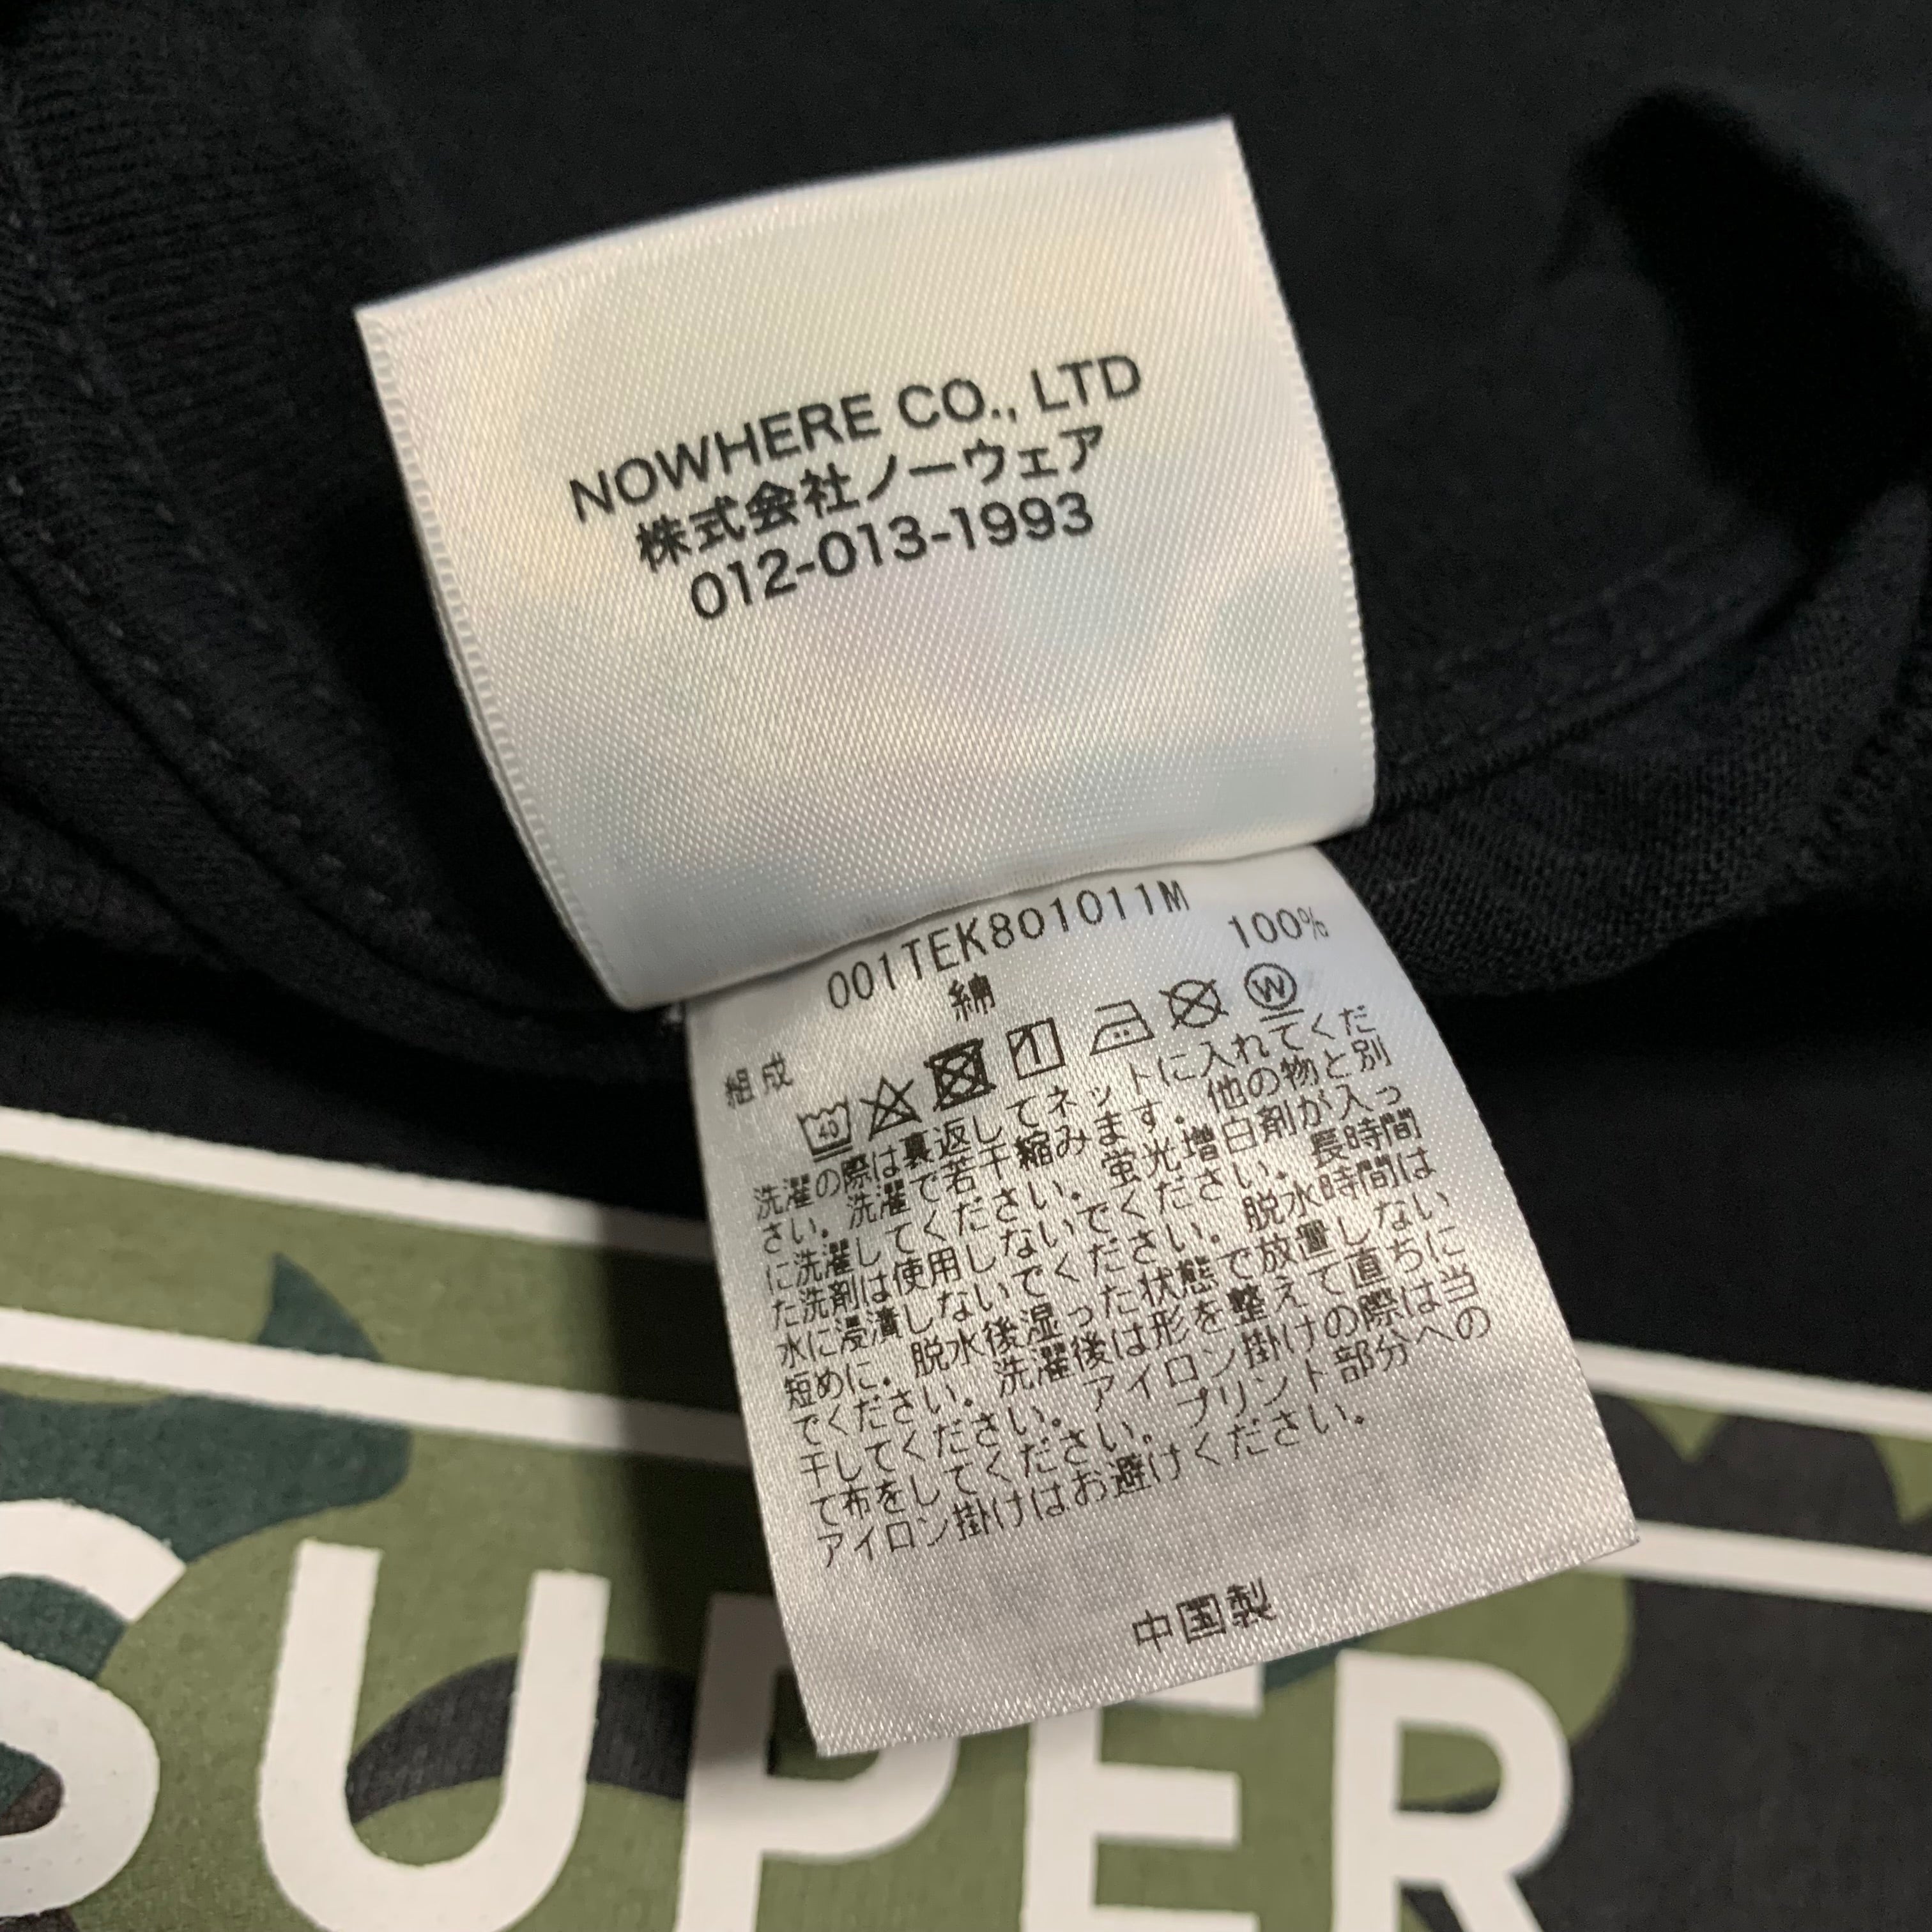 NOWHERE CO., LTD
株式会社ノーウェア
012-013-1993
001TEK801011M
組成 綿 100%
40 W
洗濯の際は裏返してネットに入れてくだ
さい。洗濯で若干縮みます。他の物と別
に洗濯してください。蛍光増白剤が入っ
た洗剤は使用しないでください。長時間
水に浸漬しないでください。脱水時間は
短めに。脱水後湿った状態で放置しない
でください。洗濯後は形を整えて直ちに
干してください。アイロン掛けの際は当
て布をしてください。プリント部分への
アイロン掛けはお避けください。
中国製
SUPER